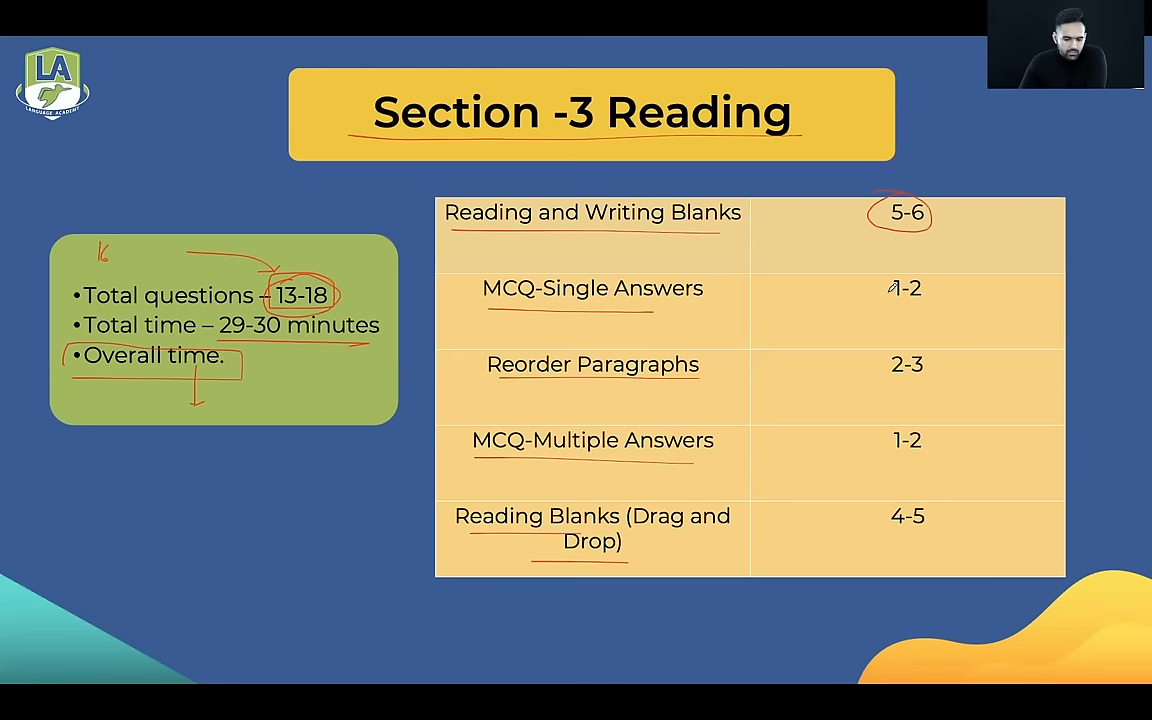 LA
LANGUAGE ACADEMY
Section -3 Reading
16
•Total questions – 13-18
•Total time – 29-30 minutes
•Overall time.
Reading and Writing Blanks 5-6
MCQ-Single Answers 1-2
Reorder Paragraphs 2-3
MCQ-Multiple Answers 1-2
Reading Blanks (Drag and 4-5
Drop)